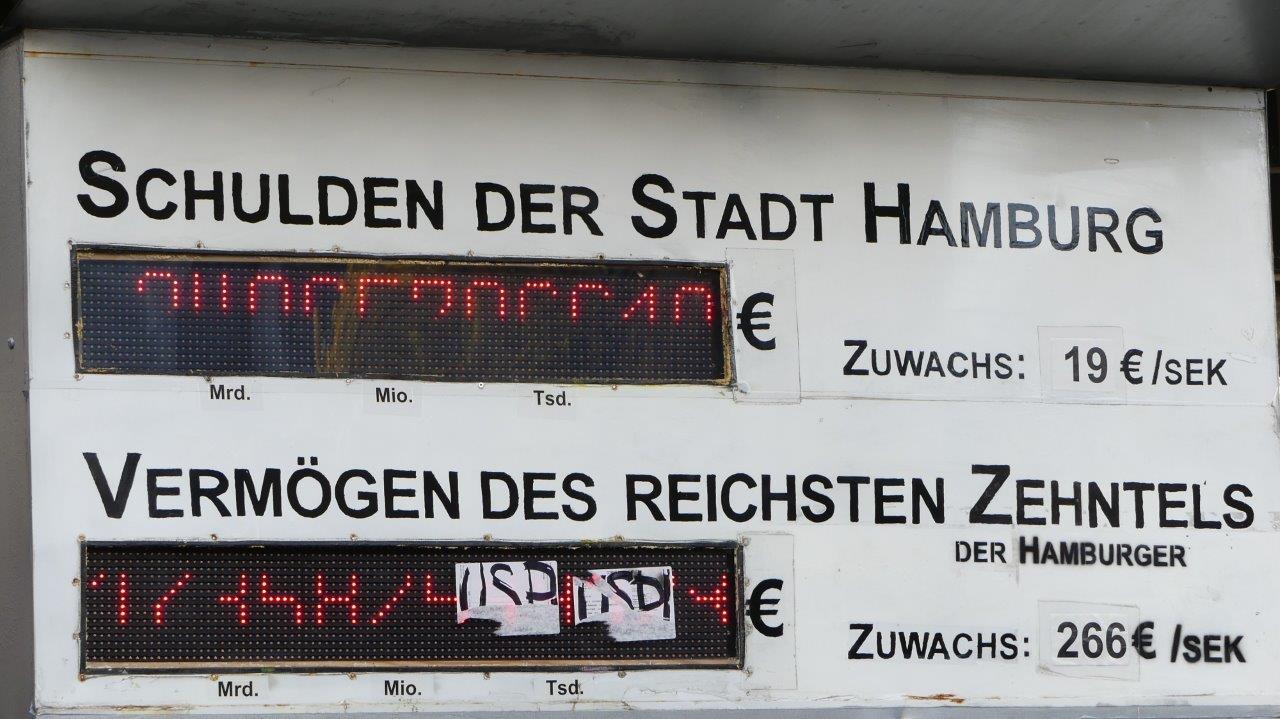 SCHULDEN DER STADT HAMBURG
€
ZUWACHS: 19 €/SEK
Mrd. Mio. Tsd.
VERMÖGEN DES REICHSTEN ZEHNTELS
DER HAMBURGER
€
ZUWACHS: 266€ /SEK
Mrd. Mio. Tsd.